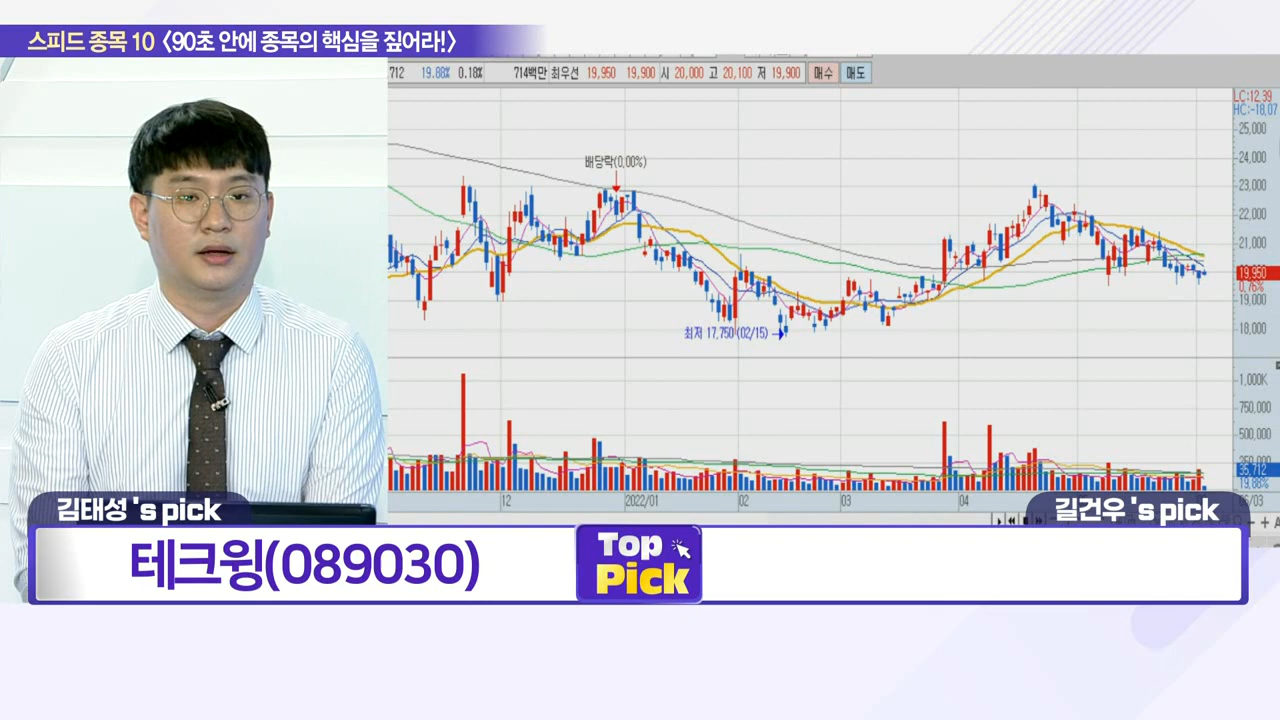 스피드 종목 10 <90초 안에 종목의 핵심을 짚어라!>
712 19.88% 0.18% 714백만 최우선 19,950 19,900 시 20,000 고 20,100 저 19,900 매수 매도
LC:12.39
HC:-18.07
25,000
24,000
23,000
22,000
21,000
19,950
0.76%
19,000
18,000
배당락(0.00%)
최저 17,750 (02/15)
1,000K
750,000
500,000
250,000
35,712
19.88%
12 2022/01 02 03 04 06/03
김태성 's pick
길건우 's pick
테크윙(089030)
Top
Pick